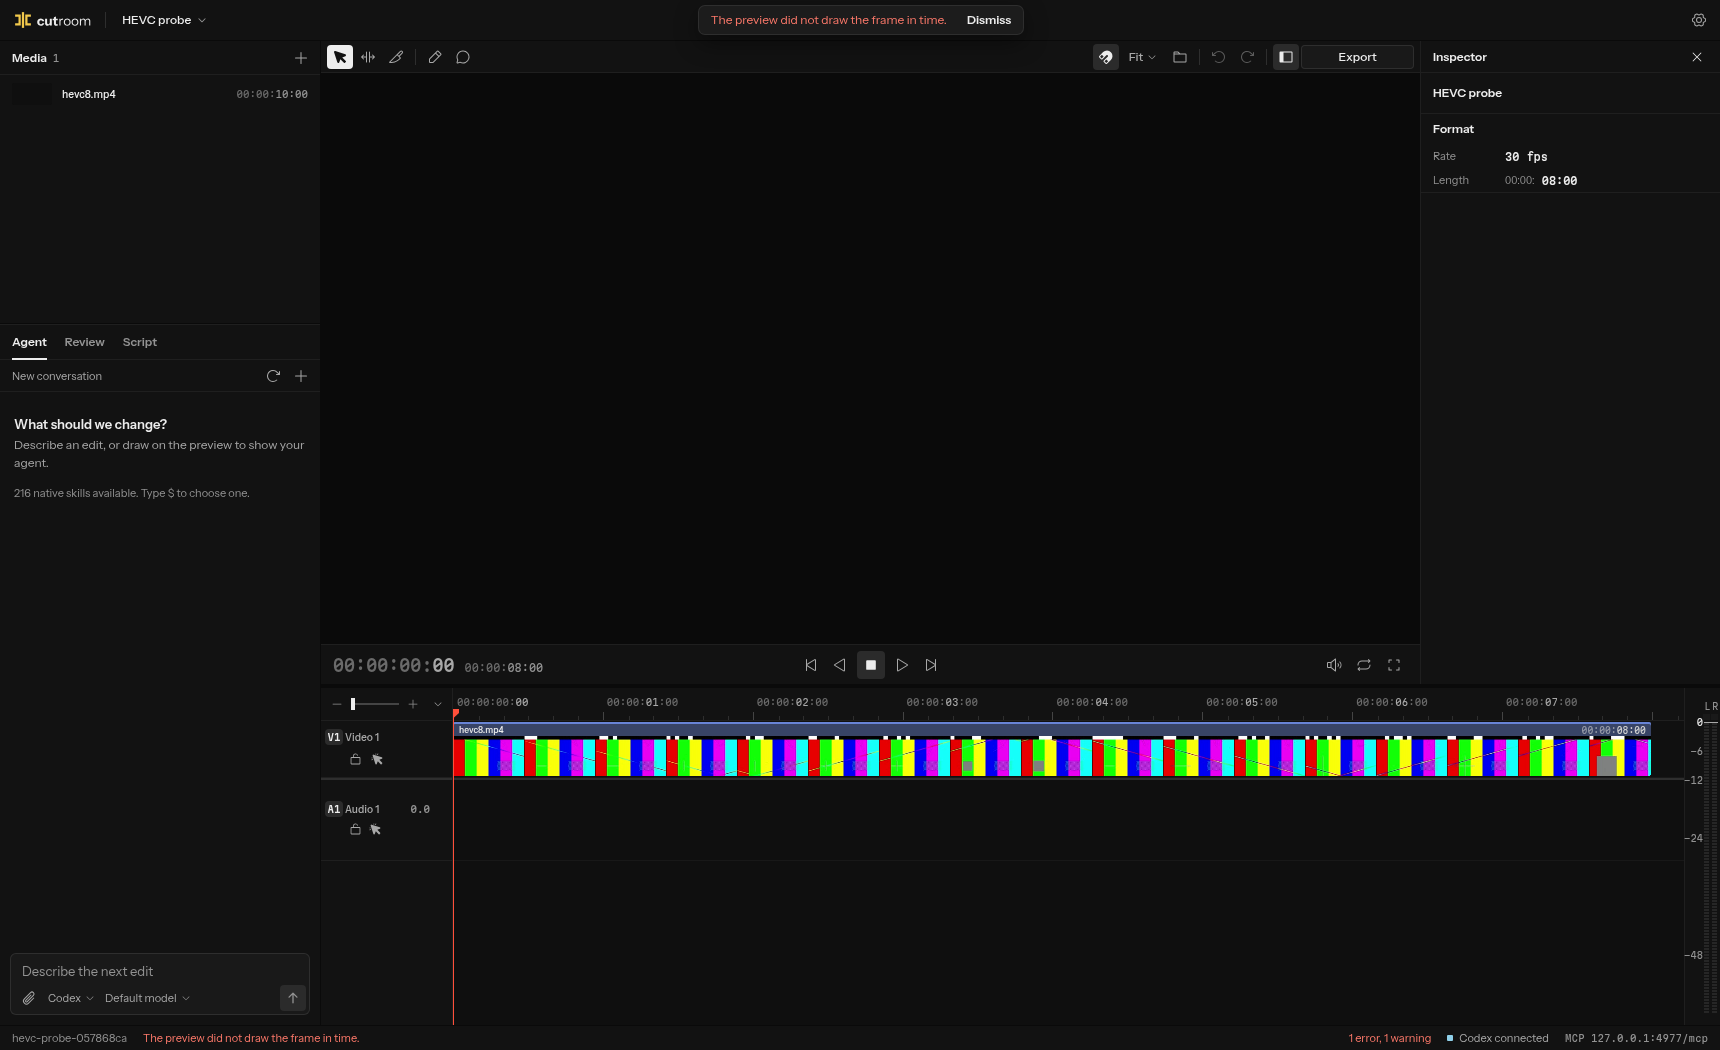 cutroom
HEVC probe
The preview did not draw the frame in time. Dismiss
Media 1
Fit
Export
Inspector
hevc8.mp4 00:00:10:00
HEVC probe
Format
Rate 30 fps
Length 00:00:08:00
Agent Review Script
New conversation
What should we change?
Describe an edit, or draw on the preview to show your
agent.
216 native skills available. Type $ to choose one.
00:00:00:00 00:00:08:00
00:00:00:00 00:00:01:00 00:00:02:00 00:00:03:00 00:00:04:00 00:00:05:00 00:00:06:00 00:00:07:00
L R
V1 Video 1
hevc8.mp4 00:00:08:00
A1 Audio 1 0.0
0
-6
-12
-24
-48
Describe the next edit
Codex Default model
hevc-probe-057868ca The preview did not draw the frame in time.
1 error, 1 warning Codex connected MCP 127.0.0.1:4977/mcp